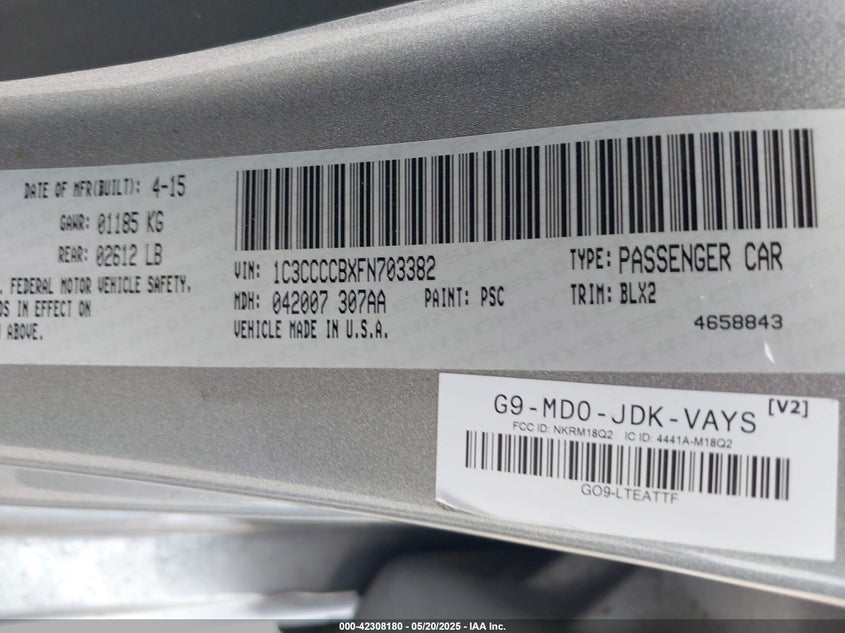 DATE OF MFR(BUILT): 4-15
GAWR: 01185 KG
REAR: 02612 LB
. FEDERAL MOTOR VEHICLE SAFETY,
DS IN EFFECT ON
ABOVE.
VIN: 1C3CCCCBXFN703382
TYPE: PASSENGER CAR
MDH: 042007 307AA
PAINT: PSC
TRIM: BLX2
VEHICLE MADE IN U.S.A.
4658843
G9-MD0-JDK-VAYS [V2]
FCC ID: NKRM18Q2 IC ID: 4441A-M18Q2
GO9-LTEATTF
000-42308180 - 05/20/2025 - IAA Inc.